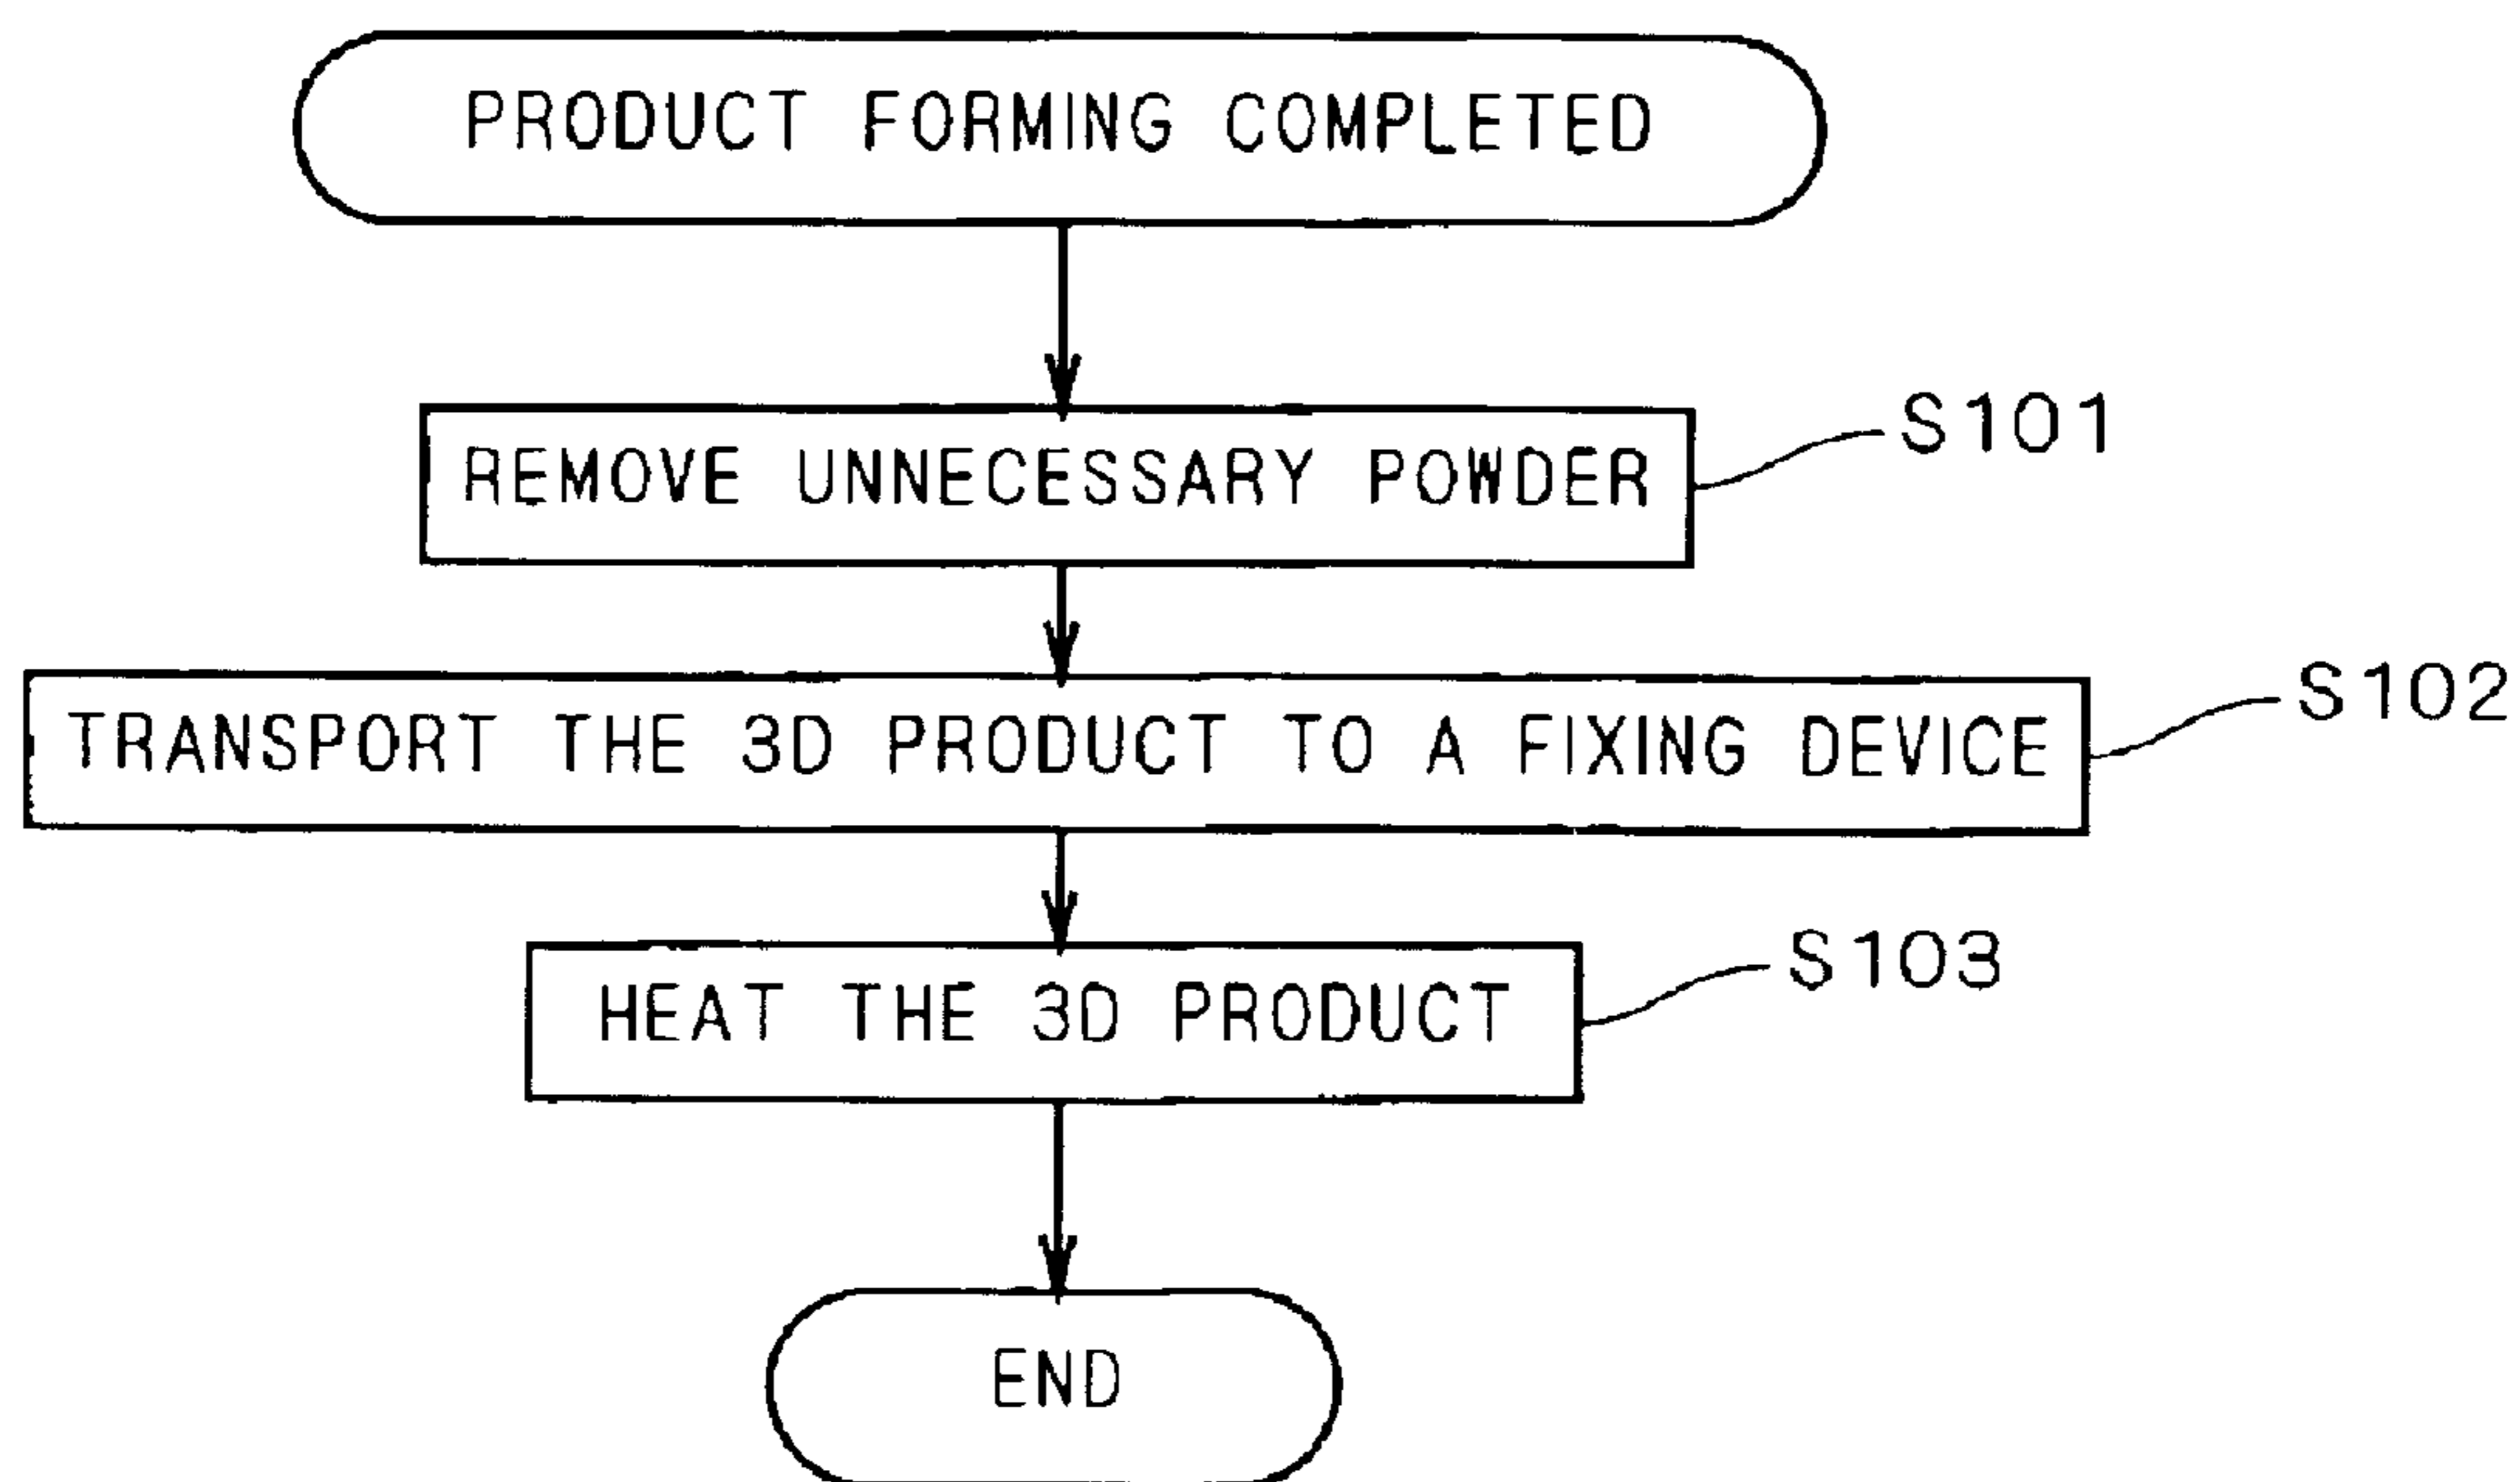 PRODUCT FORMING COMPLETED
REMOVE UNNECESSARY POWDER
S101
TRANSPORT THE 3D PRODUCT TO A FIXING DEVICE
S102
HEAT THE 3D PRODUCT
S103
END